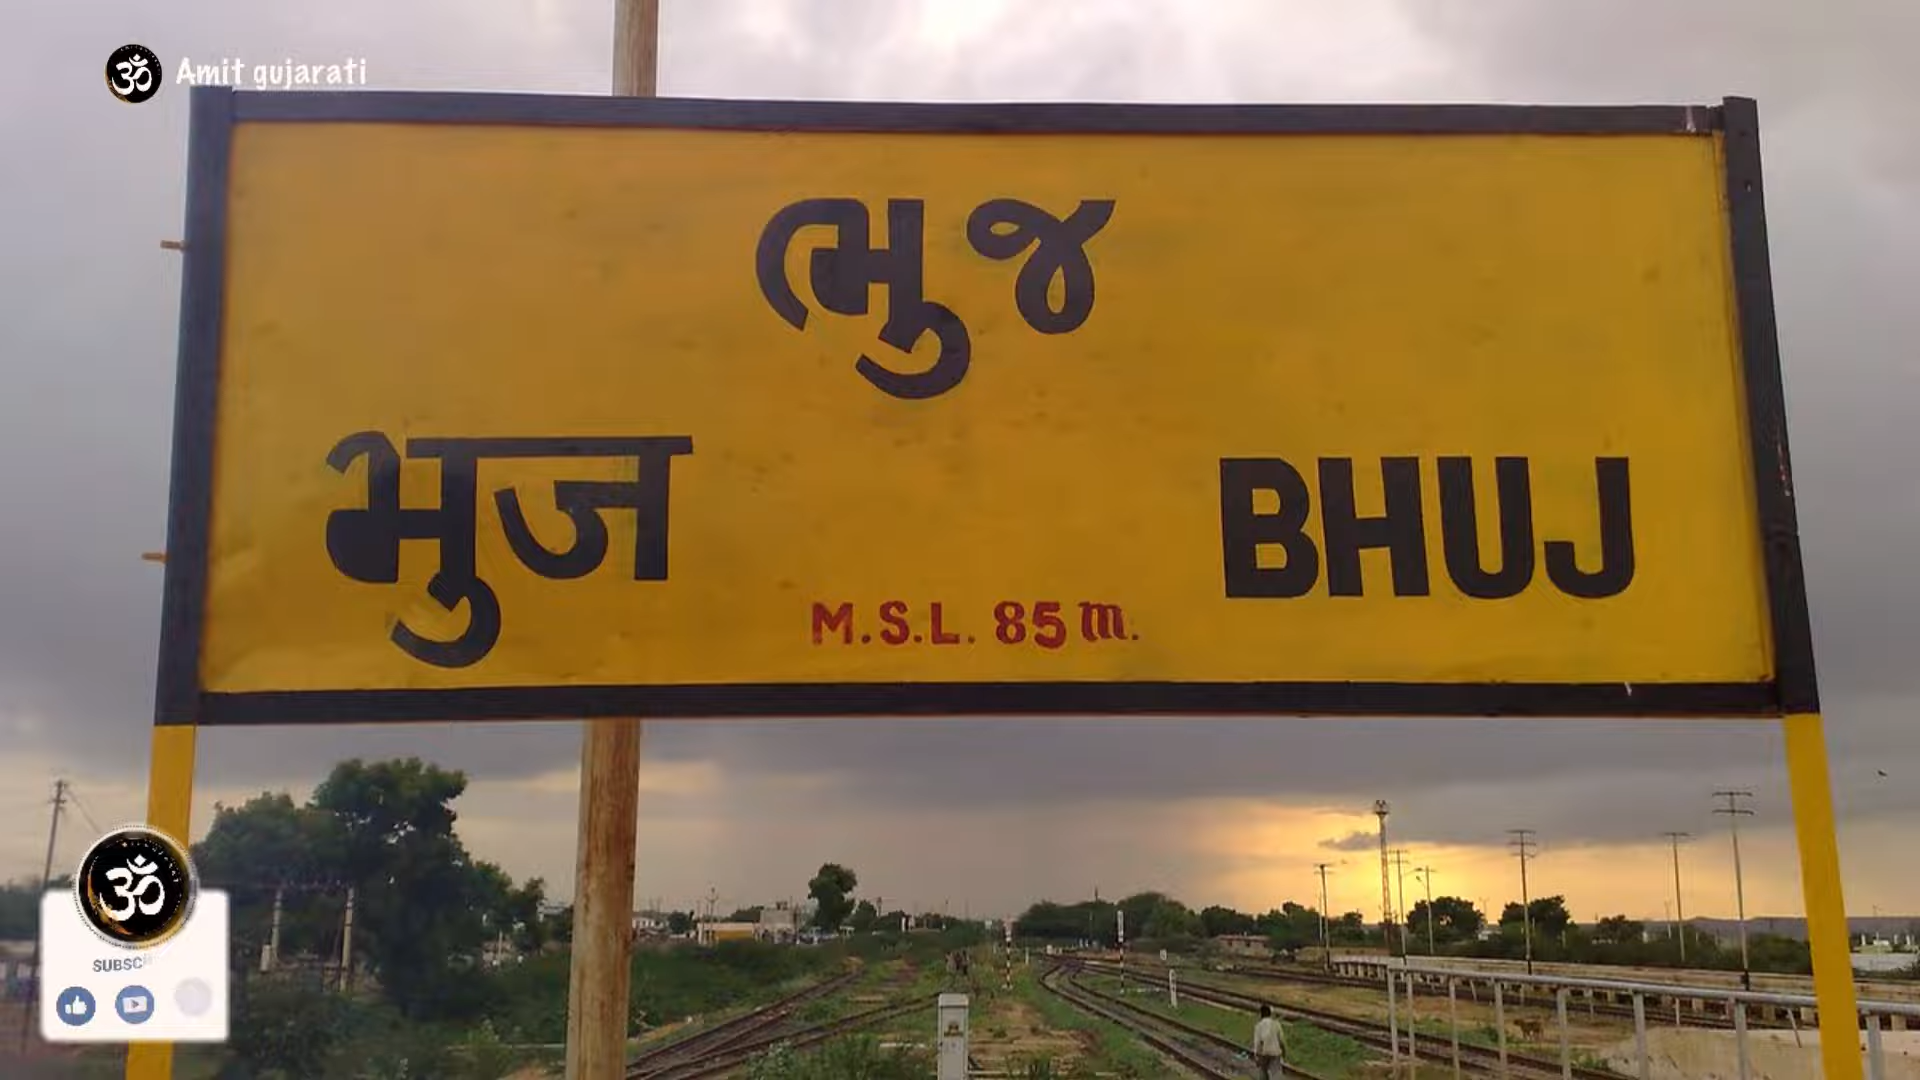 Amit gujarati
ભુજ
भुज BHUJ
M.S.L. 85 m.
SUBSC